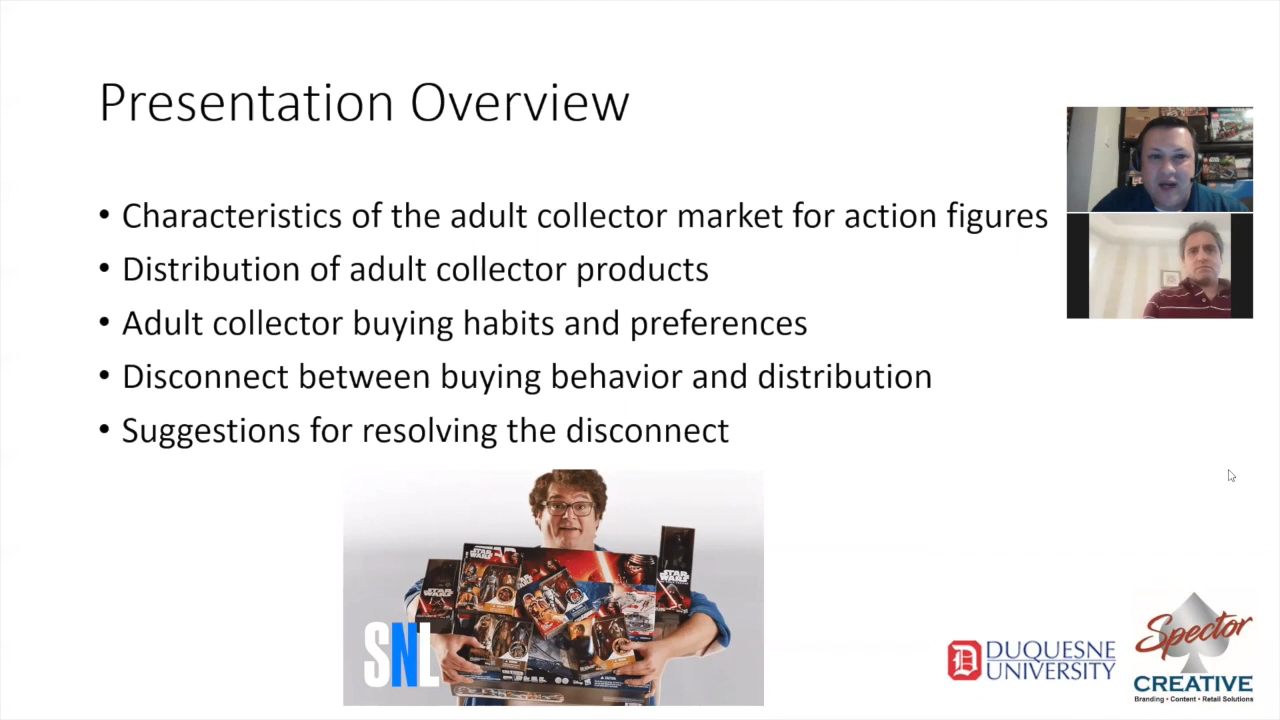 Presentation Overview
• Characteristics of the adult collector market for action figures
• Distribution of adult collector products
• Adult collector buying habits and preferences
• Disconnect between buying behavior and distribution
• Suggestions for resolving the disconnect
STAR WARS
STAR WARS
STAR WARS
SNL
D DUQUESNE
UNIVERSITY
Spector
CREATIVE
Branding • Content • Retail Solutions